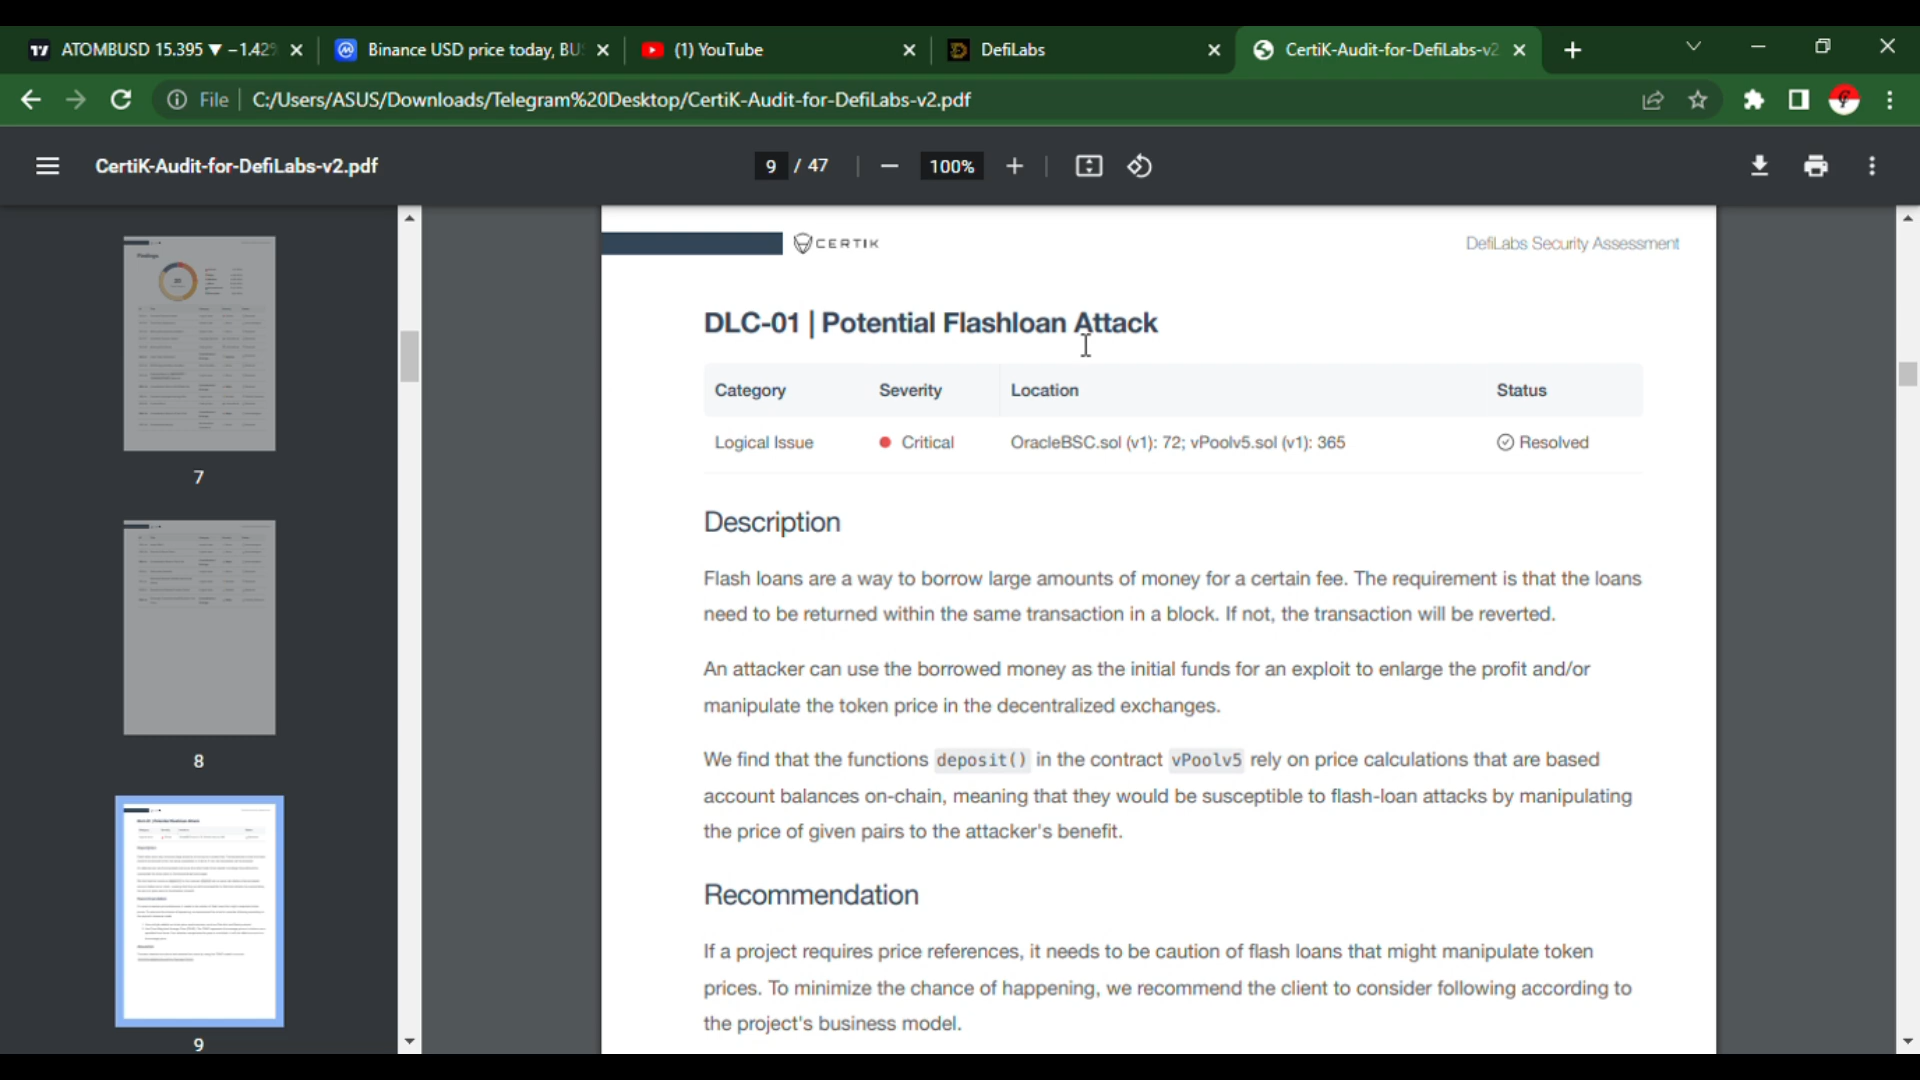 ATOMBUSD 15.395 ▼ −1.42%
Binance USD price today, BU
(1) YouTube
DefiLabs
CertiK-Audit-for-DefiLabs-v2
File
C:/Users/ASUS/Downloads/Telegram%20Desktop/CertiK-Audit-for-DefiLabs-v2.pdf
CertiK-Audit-for-DefiLabs-v2.pdf
9 / 47
100%
7
8
9
CERTIK
DefiLabs Security Assessment
DLC-01 | Potential Flashloan Attack
Category Severity Location Status
Logical Issue Critical OracleBSC.sol (v1): 72; vPoolv5.sol (v1): 365 Resolved
Description
Flash loans are a way to borrow large amounts of money for a certain fee. The requirement is that the loans
need to be returned within the same transaction in a block. If not, the transaction will be reverted.
An attacker can use the borrowed money as the initial funds for an exploit to enlarge the profit and/or
manipulate the token price in the decentralized exchanges.
We find that the functions deposit() in the contract vPoolv5 rely on price calculations that are based
account balances on-chain, meaning that they would be susceptible to flash-loan attacks by manipulating
the price of given pairs to the attacker's benefit.
Recommendation
If a project requires price references, it needs to be caution of flash loans that might manipulate token
prices. To minimize the chance of happening, we recommend the client to consider following according to
the project's business model.